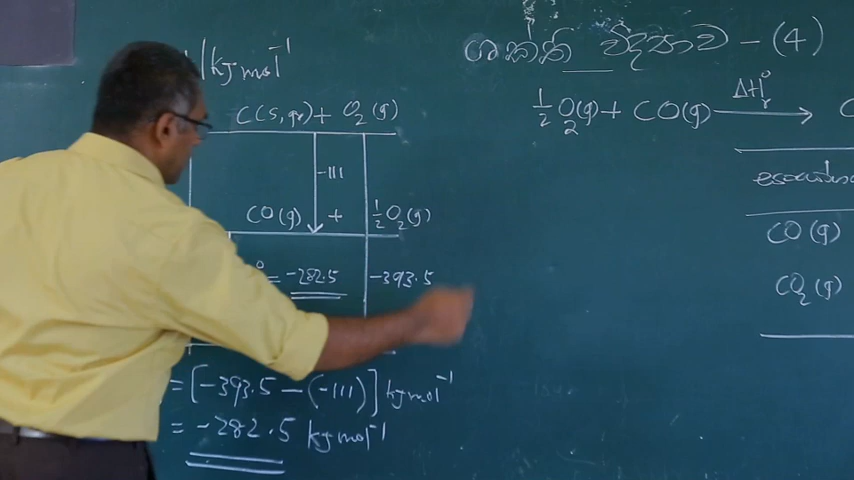 ශක්ති විද්‍යාව - (4)
kJ mol⁻¹
C(s, gr) + O₂(g)
-111
CO(g) + ½O₂(g)
° = -282.5
-393.5
= [-393.5 - (-111)] kJ mol⁻¹
= -282.5 kJ mol⁻¹
½O₂(g) + CO(g) ΔH°r → C
CO(g)
CO₂(g)